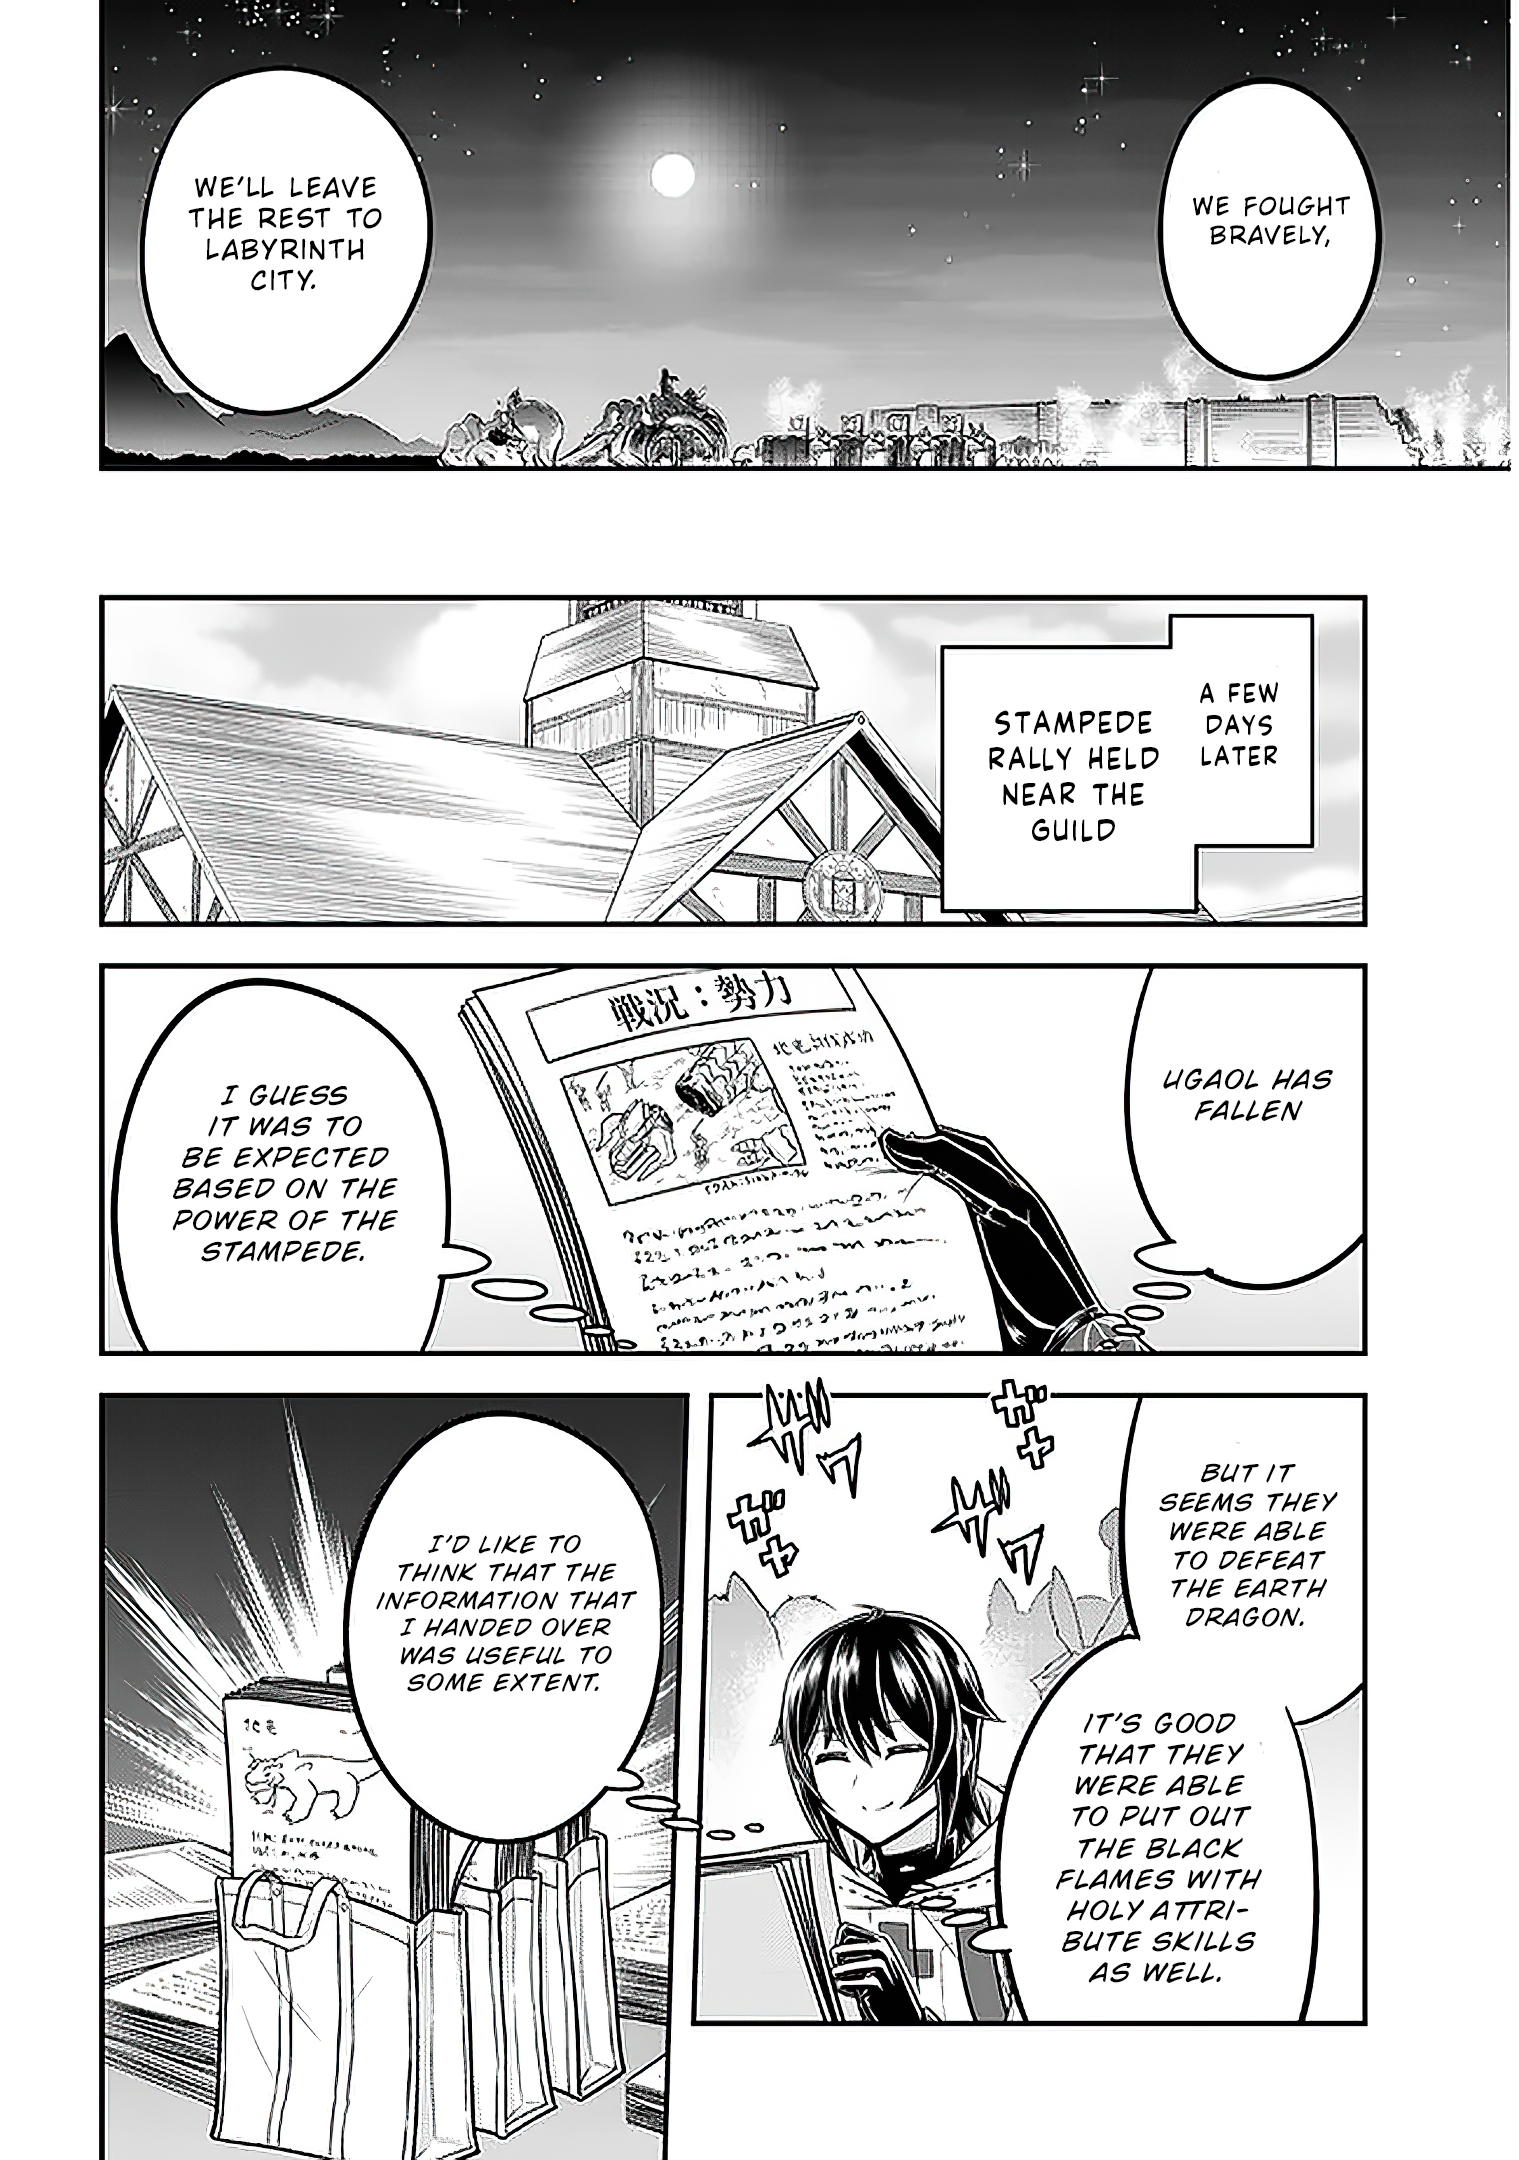 WE FOUGHT
BRAVELY,
WE'LL LEAVE
THE REST TO
LABYRINTH
CITY.
A FEW
DAYS
LATER
STAMPEDE
RALLY HELD
NEAR THE
GUILD
UGAOL HAS
FALLEN
戦況:勢力
I GUESS
IT WAS TO
BE EXPECTED
BASED ON THE
POWER OF THE
STAMPEDE.
BUT IT
SEEMS THEY
WERE ABLE
TO DEFEAT
THE EARTH
DRAGON.
IT'S GOOD
THAT THEY
WERE ABLE
TO PUT OUT
THE BLACK
FLAMES WITH
HOLY ATTRI-
BUTE SKILLS
AS WELL.
ガヤ
ガヤ
ガヤ
ガヤ
I'D LIKE TO
THINK THAT THE
INFORMATION THAT
I HANDED OVER
WAS USEFUL TO
SOME EXTENT.